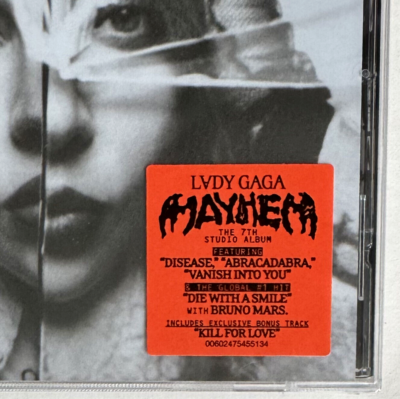 LADY GAGA
MAYHEM
THE 7TH
STUDIO ALBUM
FEATURING
“DISEASE,” “ABRACADABRA,”
“VANISH INTO YOU”
& THE GLOBAL #1 HIT
“DIE WITH A SMILE”
WITH BRUNO MARS.
INCLUDES EXCLUSIVE BONUS TRACK
“KILL FOR LOVE”
00602475455134